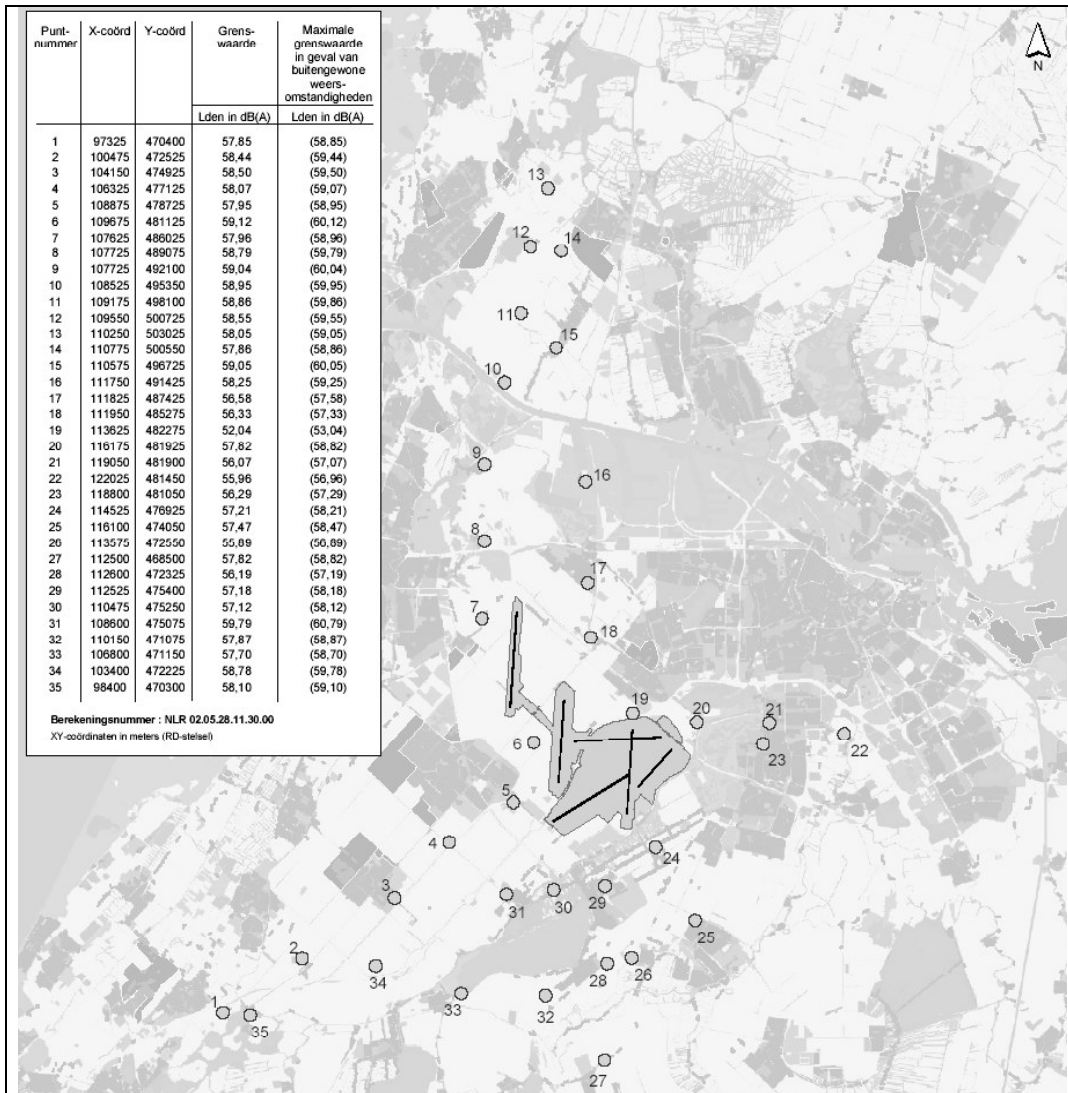 Punt-nummer X-coörd Y-coörd Grens-waarde Maximale grenswaarde in geval van buitengewone weers-omstandigheden
Lden in dB(A) Lden in dB(A)
1 97325 470400 57,85 (58,85)
2 100475 472525 58,44 (59,44)
3 104150 474925 58,50 (59,50)
4 106325 477125 58,07 (59,07)
5 108875 478725 57,95 (58,95)
6 109675 481125 59,12 (60,12)
7 107625 486025 57,96 (58,96)
8 107725 489075 58,79 (59,79)
9 107725 492100 59,04 (60,04)
10 108525 495350 58,95 (59,95)
11 109175 498100 58,86 (59,86)
12 109550 500725 58,55 (59,55)
13 110250 503025 58,05 (59,05)
14 110775 500550 57,86 (58,86)
15 110575 496725 59,05 (60,05)
16 111750 491425 58,25 (59,25)
17 111825 487425 56,58 (57,58)
18 111950 485275 56,33 (57,33)
19 113625 482275 52,04 (53,04)
20 116175 481925 57,82 (58,82)
21 119050 481900 56,07 (57,07)
22 122025 481450 55,96 (56,96)
23 118800 481050 56,29 (57,29)
24 114525 476925 57,21 (58,21)
25 116100 474050 57,47 (58,47)
26 113575 472550 55,89 (56,89)
27 112500 468500 57,82 (58,82)
28 112600 472325 56,19 (57,19)
29 112525 475400 57,18 (58,18)
30 110475 475250 57,12 (58,12)
31 108600 475075 59,79 (60,79)
32 110150 471075 57,87 (58,87)
33 106800 471150 57,70 (58,70)
34 103400 472225 58,78 (59,78)
35 98400 470300 58,10 (59,10)
Berekeningsnummer : NLR 02.05.28.11.30.00
XY-coördinaten in meters (RD-stelsel)
N
13
12
14
11
15
10
9
16
8
17
7
18
19
20
21
22
6
23
5
4
24
3
31
30
29
25
2
34
28
26
1
35
33
32
27